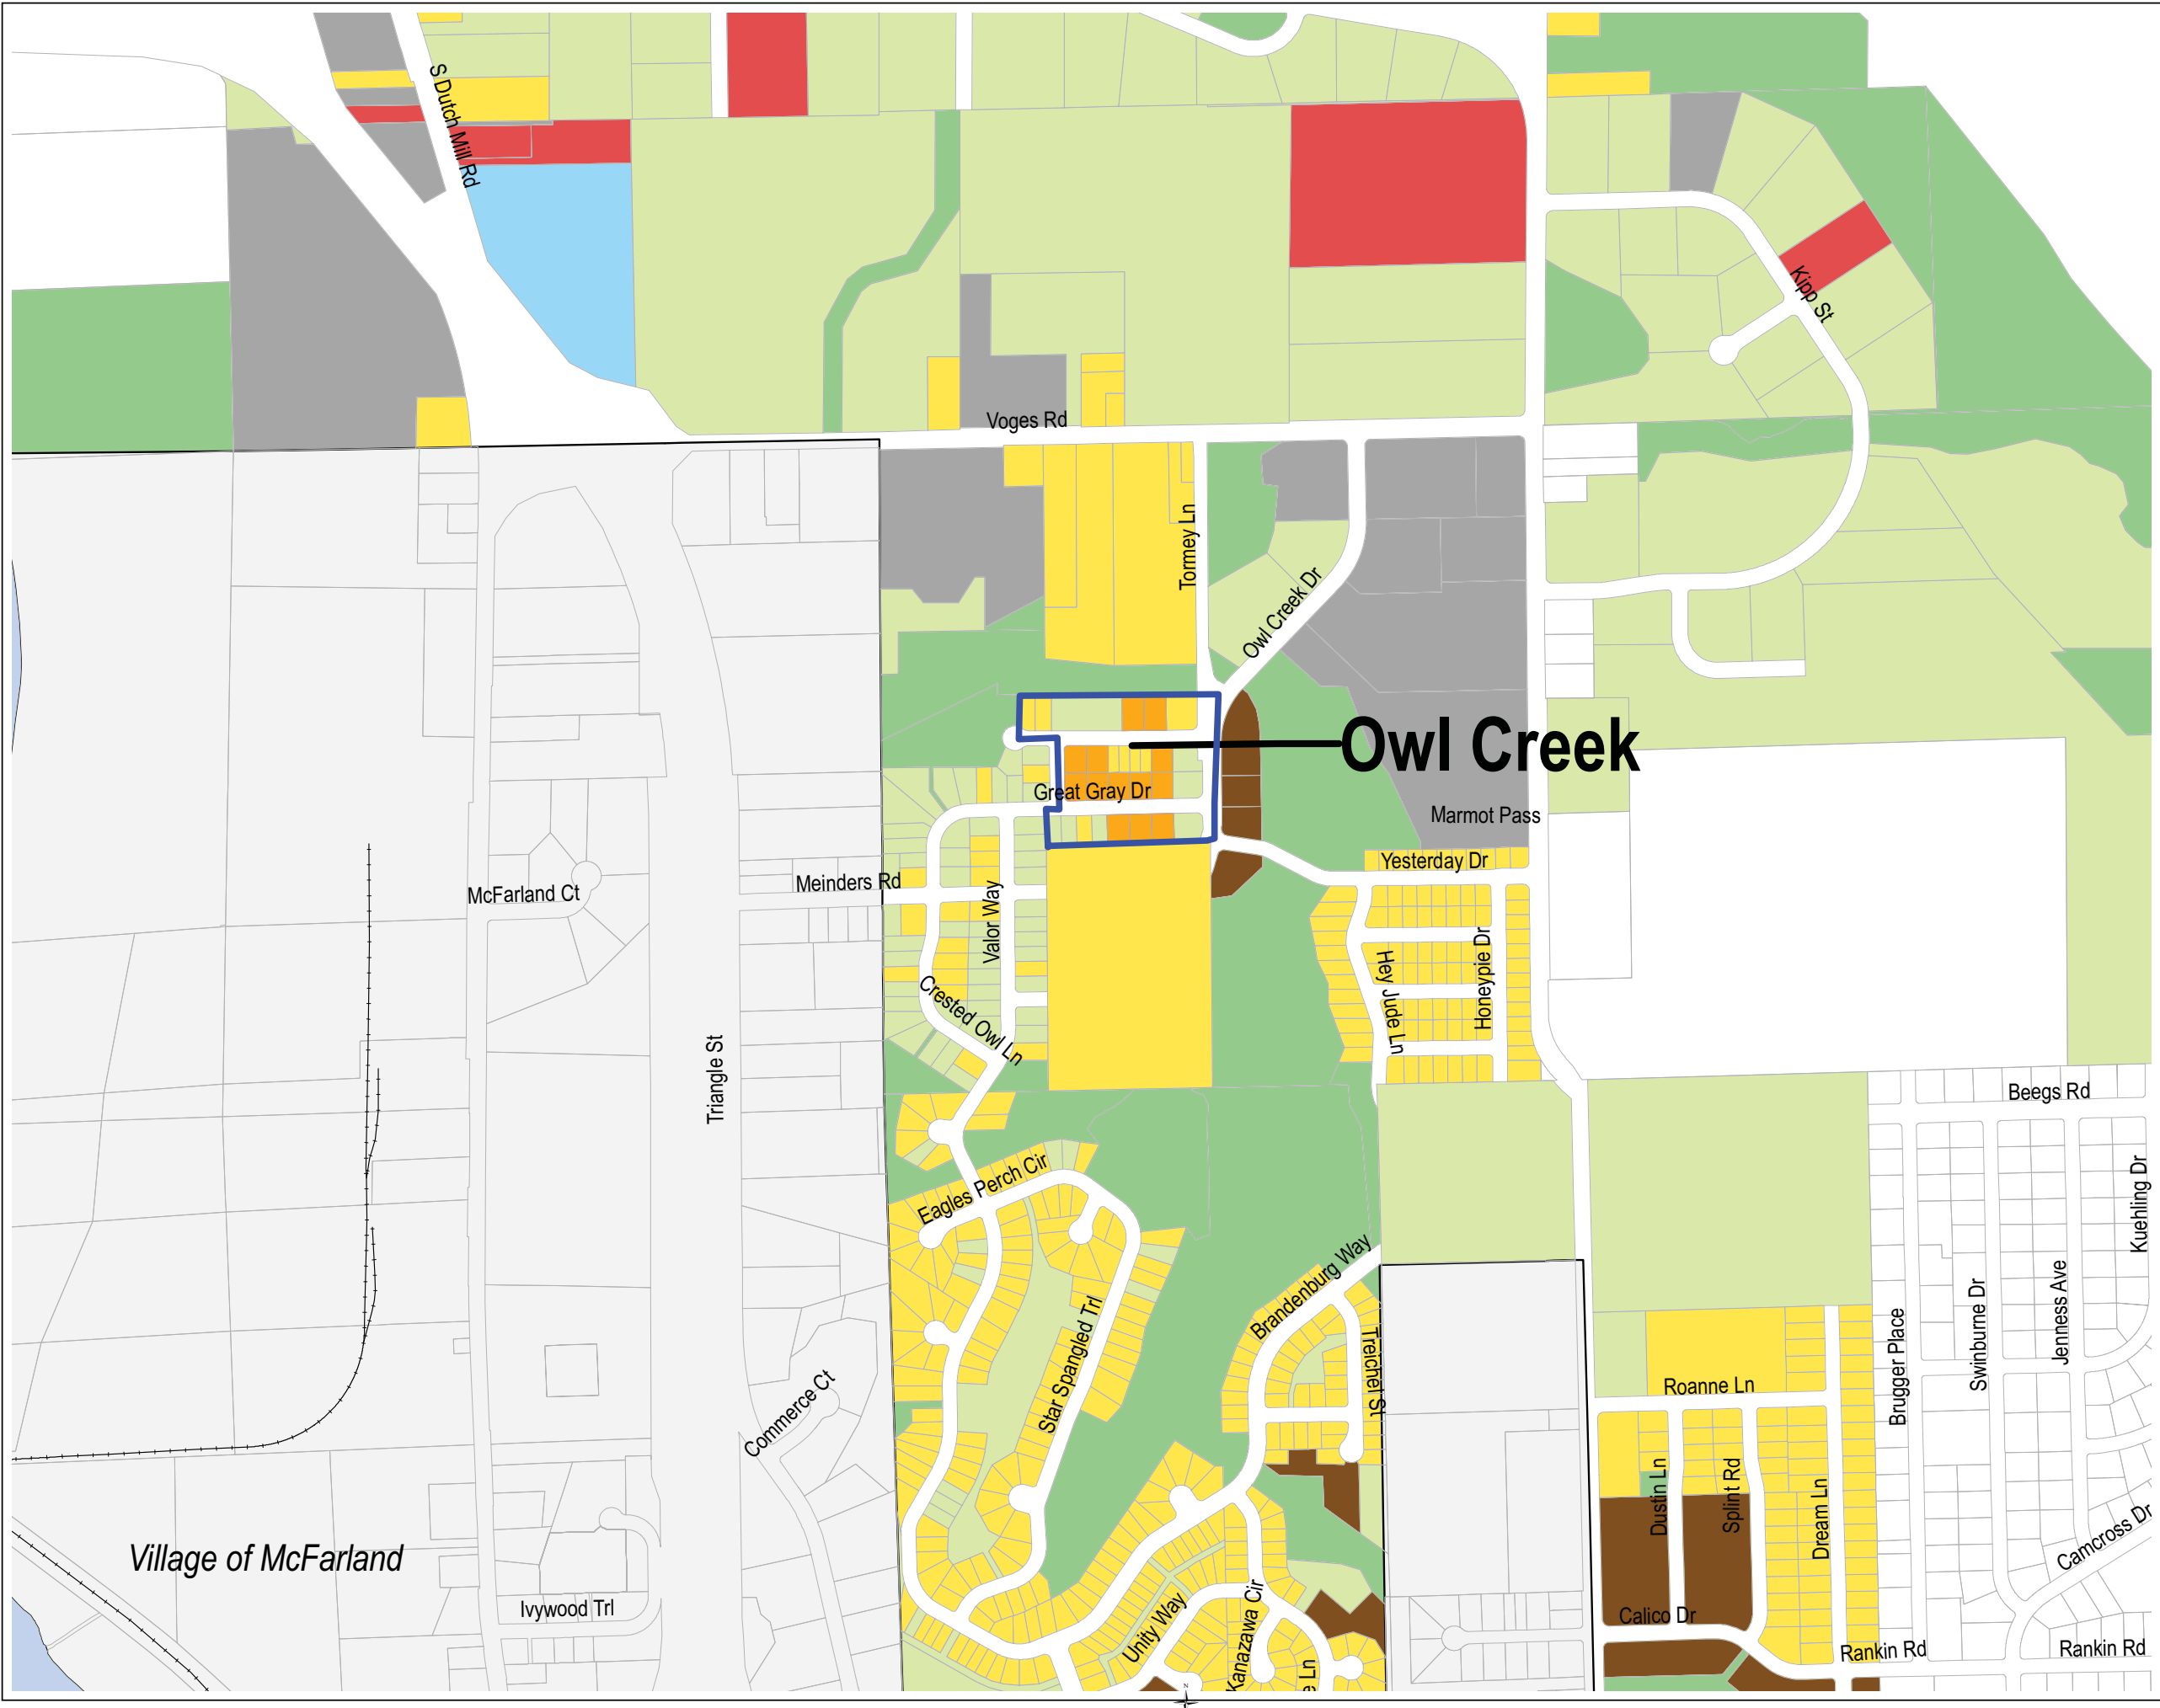 S Dutch Mill Rd
Kipp St
Voges Rd
Tormey Ln
Owl Creek Dr
Owl Creek
Great Gray Dr
Marmot Pass
Yesterday Dr
Meinders Rd
McFarland Ct
Valor Way
Hey Jude Ln
Honeypie Dr
Crested Owl Ln
Triangle St
Beegs Rd
Eagles Perch Cir
Kuehling Dr
Brandenburg Way
Star Spangled Trl
Treichel St
Brugger Place
Swinburne Dr
Jenness Ave
Roanne Ln
Commerce Ct
Dustin Ln
Splint Rd
Dream Ln
Camcross Dr
Village of McFarland
Ivywood Trl
Unity Way
Kanazawa Cir
e Ln
Calico Dr
Rankin Rd
Rankin Rd
N